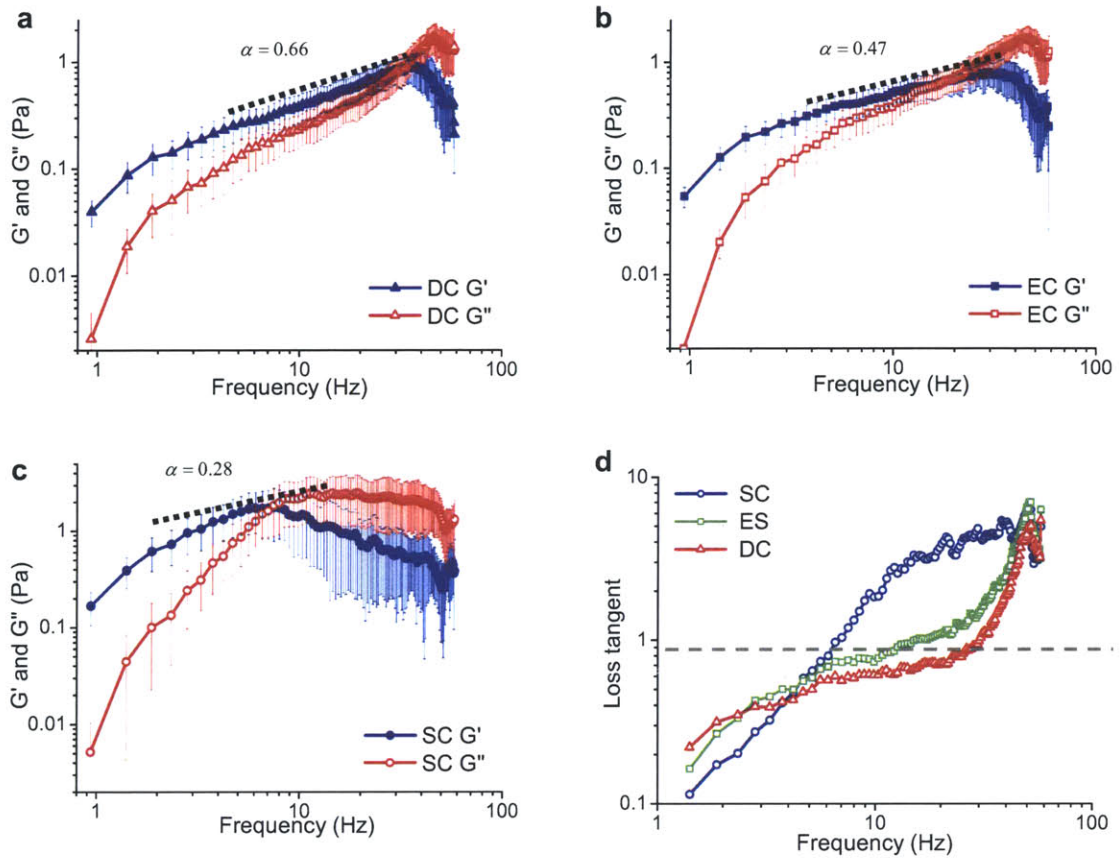 a
α = 0.66
G' and G" (Pa)
1
0.1
0.01
DC G'
DC G"
1
10
100
Frequency (Hz)
b
α = 0.47
G' and G" (Pa)
1
0.1
0.01
EC G'
EC G"
1
10
100
Frequency (Hz)
c
α = 0.28
G' and G" (Pa)
1
0.1
0.01
SC G'
SC G"
1
10
100
Frequency (Hz)
d
Loss tangent
10
1
0.1
SC
ES
DC
1
10
100
Frequency (Hz)